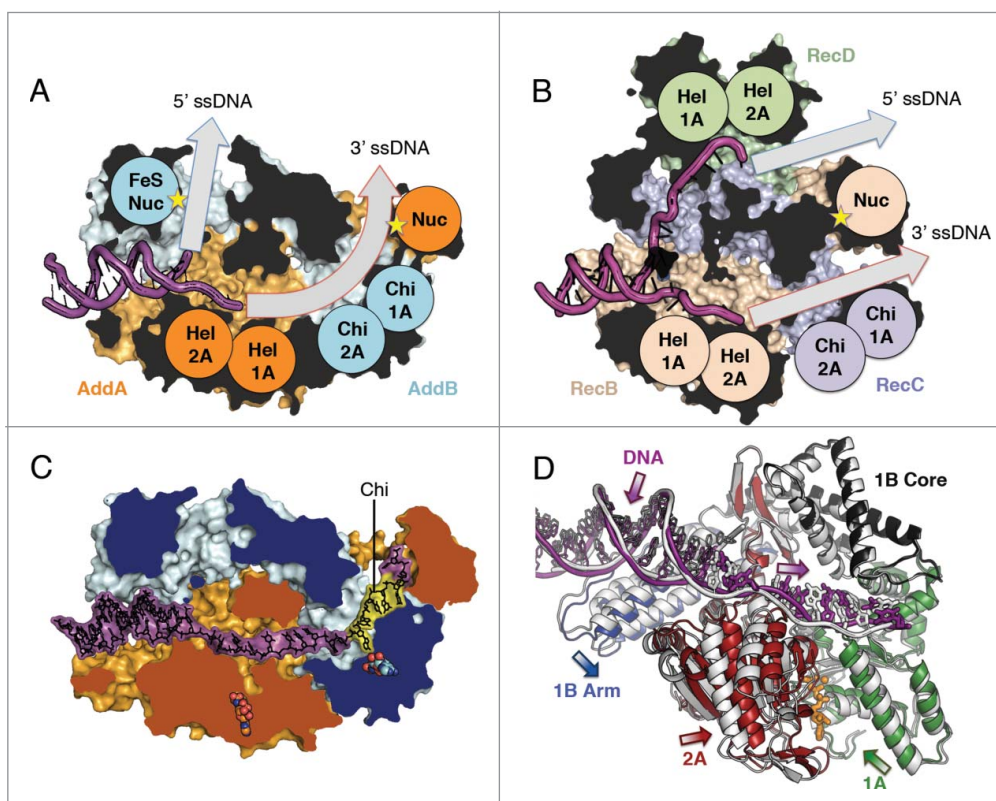 A
5' ssDNA
3' ssDNA
FeS
Nuc
Nuc
Chi
1A
Chi
2A
Hel
2A
Hel
1A
AddA
AddB
B
RecD
Hel
1A
Hel
2A
5' ssDNA
Nuc
3' ssDNA
Hel
1A
Hel
2A
Chi
1A
Chi
2A
RecB
RecC
C
Chi
D
DNA
1B Core
1B Arm
2A
1A